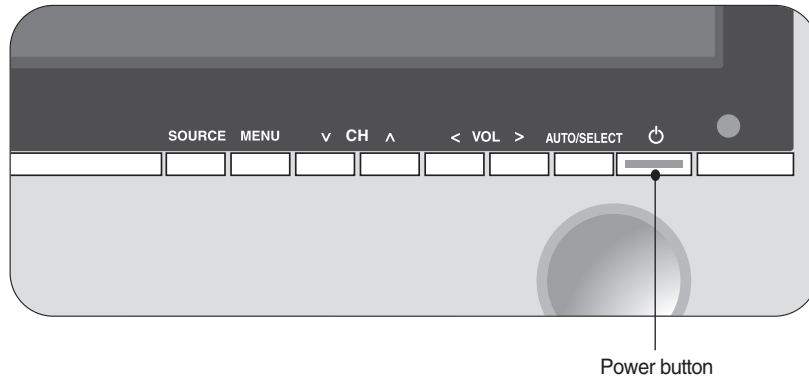 SOURCE MENU ∨ CH ∧ < VOL > AUTO/SELECT ⏻
Power button